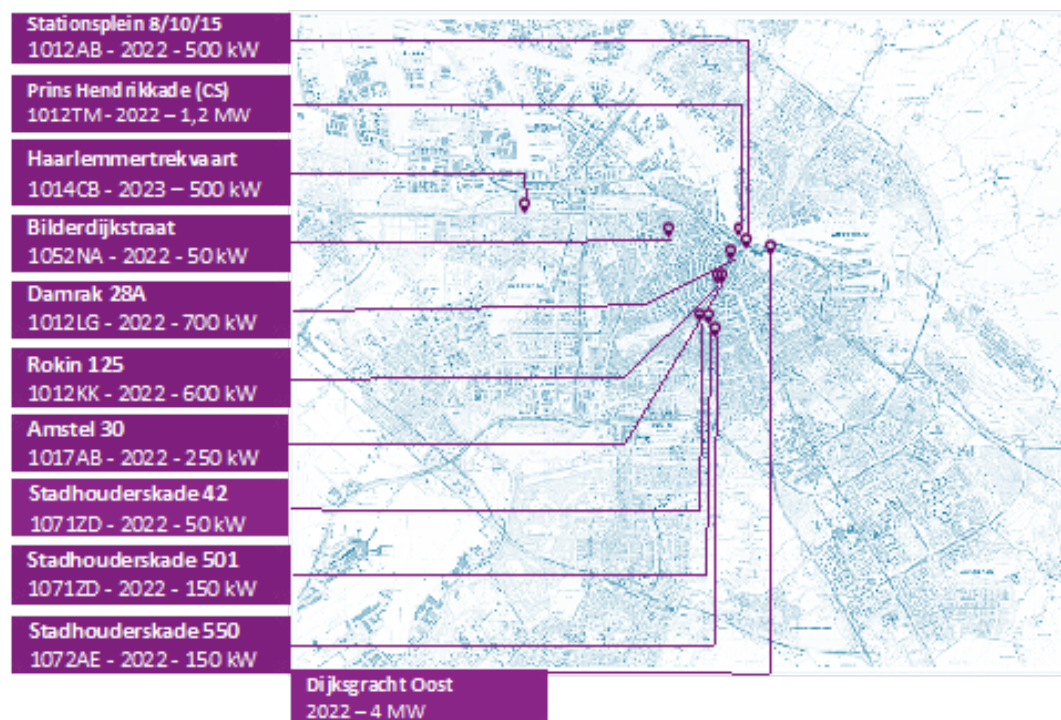 Stationsplein 8/10/15
1012AB - 2022 - 500 kW
Prins Hendrikkade (CS)
1012TM - 2022 – 1,2 MW
Haarlemmertrekvaart
1014CB - 2023 – 500 kW
Bilderdijkstraat
1052NA - 2022 - 50 kW
Damrak 28A
1012LG - 2022 - 700 kW
Rokin 125
1012KK - 2022 - 600 kW
Amstel 30
1017AB - 2022 - 250 kW
Stadhouderskade 42
1071ZD - 2022 - 50 kW
Stadhouderskade 501
1071ZD - 2022 - 150 kW
Stadhouderskade 550
1072AE - 2022 - 150 kW
Dijksgracht Oost
2022 – 4 MW